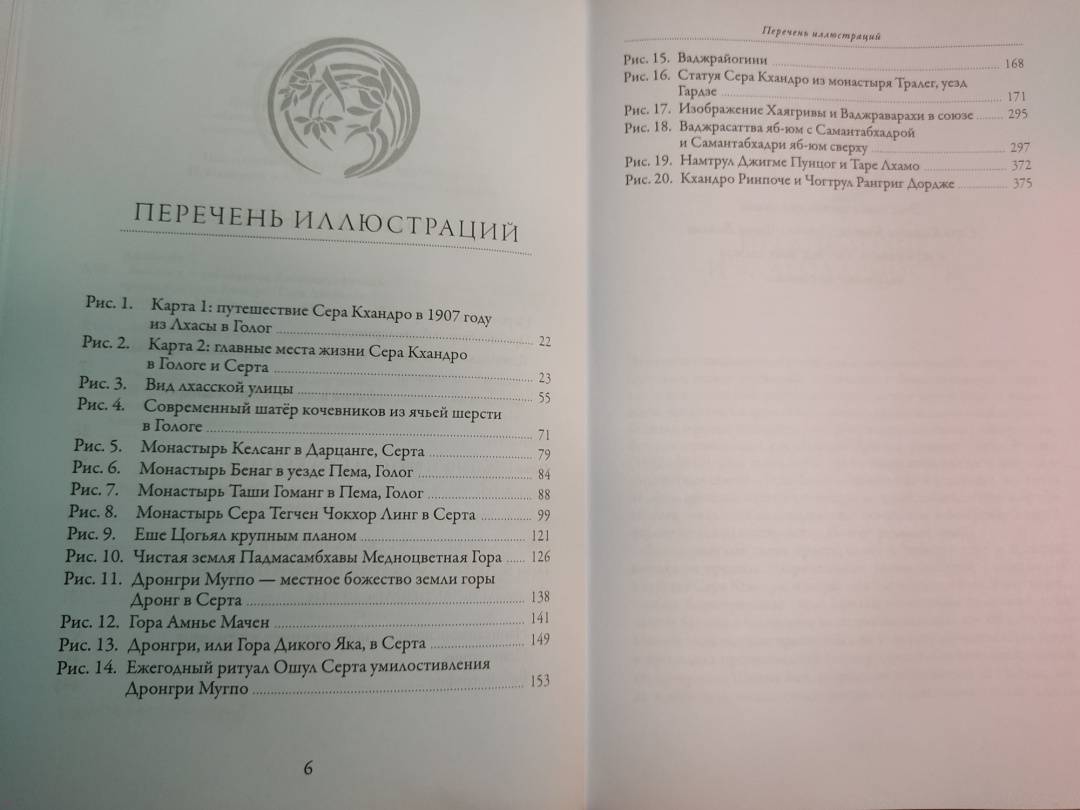 ПЕРЕЧЕНЬ ИЛЛЮСТРАЦИЙ
Рис. 1. Карта 1: путешествие Сера Кхандро в 1907 году
из Лхасы в Голог 22
Рис. 2. Карта 2: главные места жизни Сера Кхандро
в Гологе и Серта 23
Рис. 3. Вид лхасской улицы 55
Рис. 4. Современный шатёр кочевников из ячьей шерсти
в Гологе 71
Рис. 5. Монастырь Келсанг в Дарцанге, Серта 79
Рис. 6. Монастырь Бенаг в уезде Пема, Голог 84
Рис. 7. Монастырь Таши Гоманг в Пема, Голог 88
Рис. 8. Монастырь Сера Тегчен Чокхор Линг в Серта 99
Рис. 9. Еше Цогьял крупным планом 121
Рис. 10. Чистая земля Падмасамбхавы Медноцветная Гора 126
Рис. 11. Дронгри Мугпо — местное божество земли горы
Дронг в Серта 138
Рис. 12. Гора Амнье Мачен 141
Рис. 13. Дронгри, или Гора Дикого Яка, в Серта 149
Рис. 14. Ежегодный ритуал Ошул Серта умилостивления
Дронгри Мугпо 153
6
Перечень иллюстраций
Рис. 15. Ваджрайогини 168
Рис. 16. Статуя Сера Кхандро из монастыря Тралег, уезд
Гардзе 171
Рис. 17. Изображение Хаягривы и Ваджраварахи в союзе 295
Рис. 18. Ваджрасаттва яб-юм с Самантабхадрой
и Самантабхадри яб-юм сверху 297
Рис. 19. Намтрул Джигме Пунцог и Таре Лхамо 372
Рис. 20. Кхандро Ринпоче и Чогтрул Рангриг Дордже 375